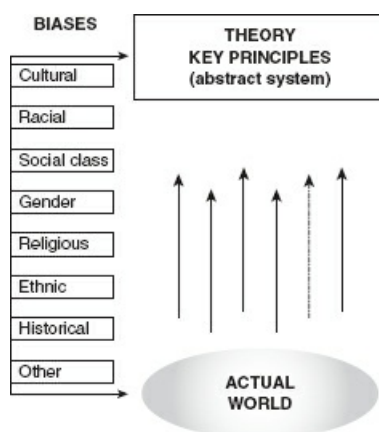 BIASES
Cultural
Racial
Social class
Gender
Religious
Ethnic
Historical
Other
THEORY
KEY PRINCIPLES
(abstract system)
ACTUAL
WORLD